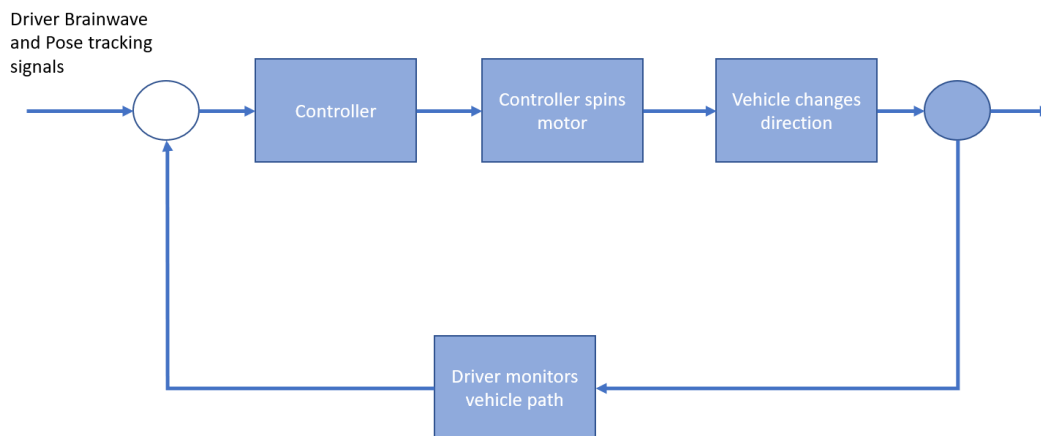 Driver Brainwave
and Pose tracking
signals
Controller
Controller spins
motor
Vehicle changes
direction
Driver monitors
vehicle path